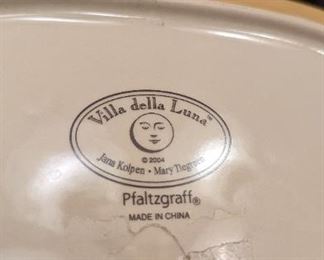 Villa della Luna™
© 2004
Jana Kolpen • Mary Tiegreen
Pfaltzgraff®
MADE IN CHINA